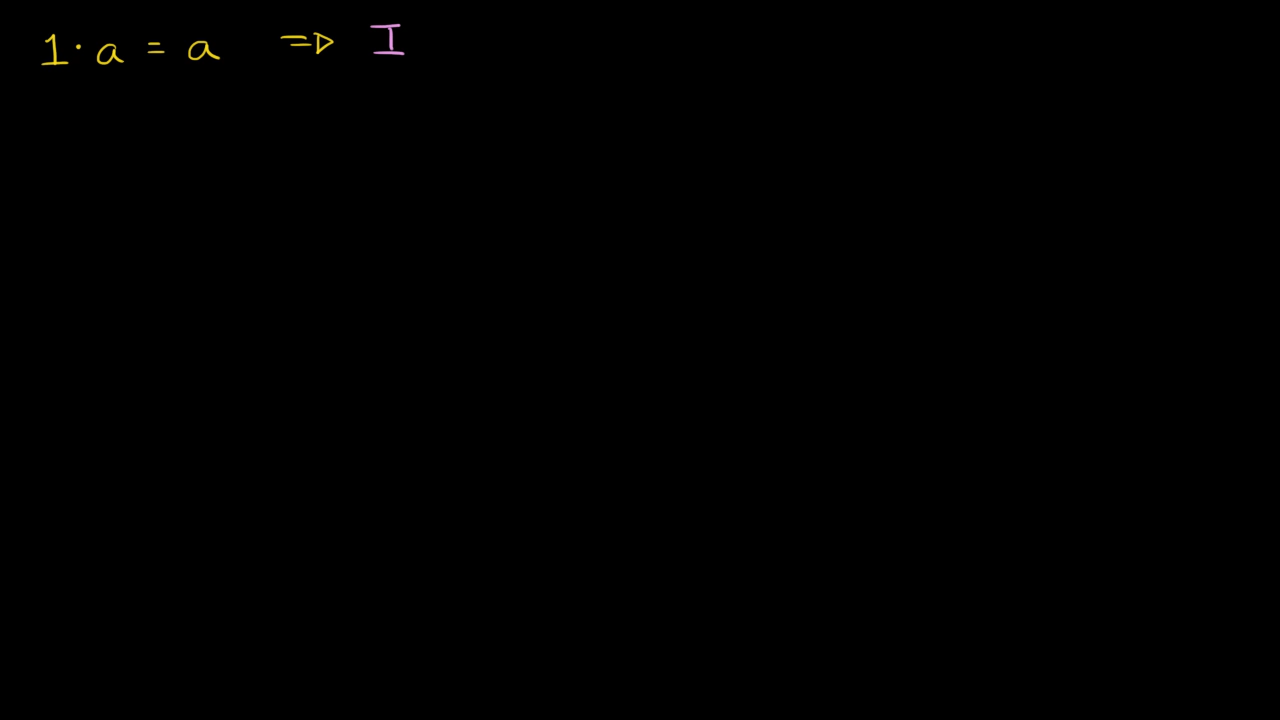 1 · a = a ⇒ I